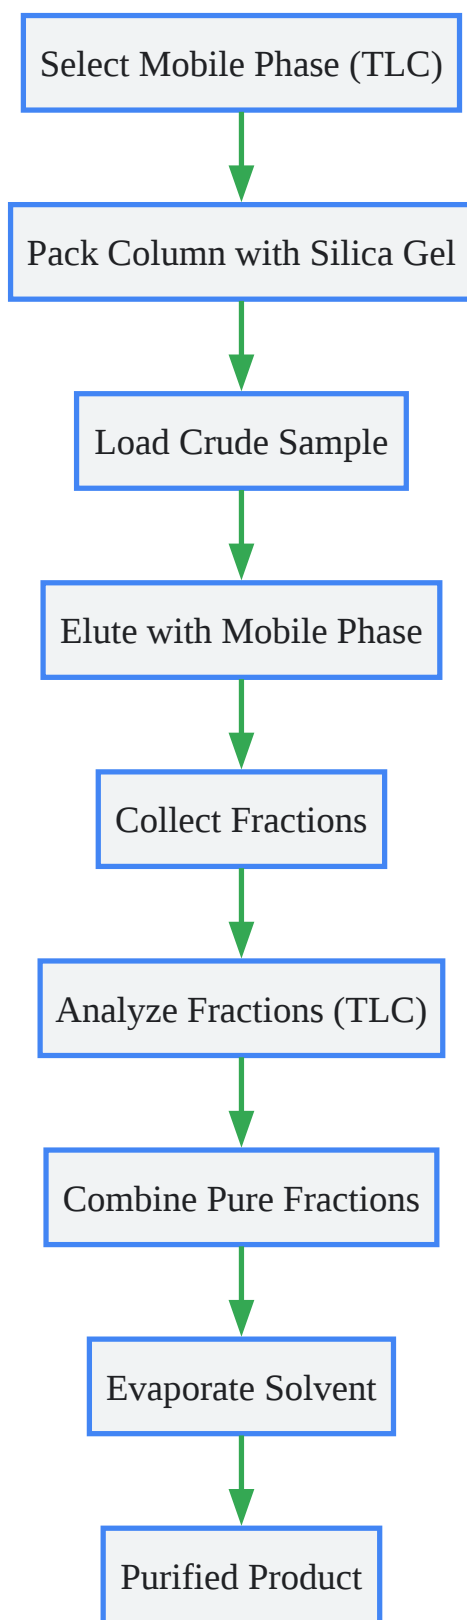 Select Mobile Phase (TLC)
Pack Column with Silica Gel
Load Crude Sample
Elute with Mobile Phase
Collect Fractions
Analyze Fractions (TLC)
Combine Pure Fractions
Evaporate Solvent
Purified Product